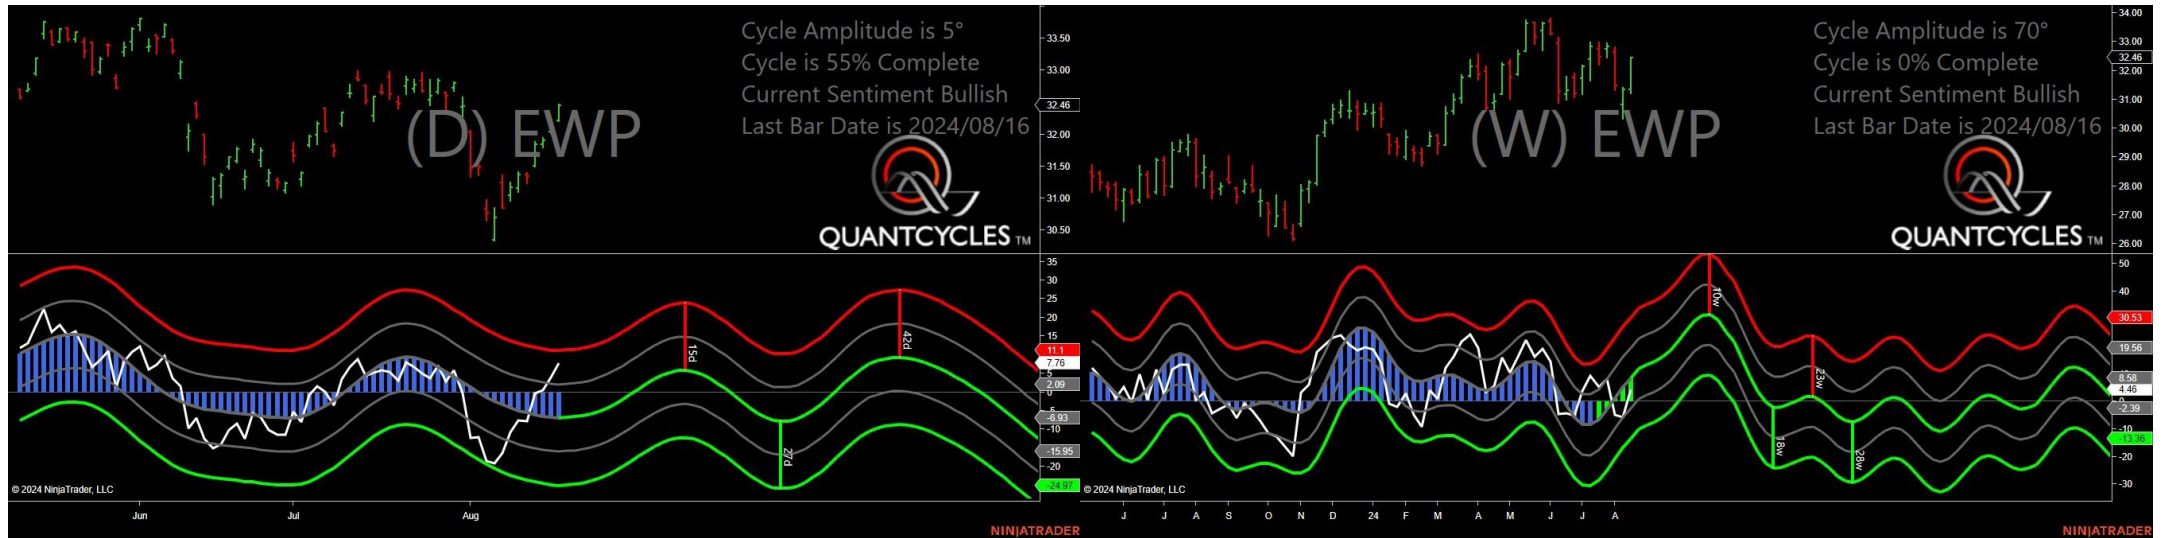 Cycle Amplitude is 5°
Cycle is 55% Complete
Current Sentiment Bullish
Last Bar Date is 2024/08/16
(D) EWP
QUANTCYCLES TM
33.50
33.00
32.46
32.00
31.50
31.00
30.50
35
30
25
20
15
11.1
7.76
5
2.09
0
-6.93
-10
-15.95
-20
-24.97
15d
42d
27d
© 2024 NinjaTrader, LLC
Jun
Jul
Aug
NINJATRADER
Cycle Amplitude is 70°
Cycle is 0% Complete
Current Sentiment Bullish
Last Bar Date is 2024/08/16
(W) EWP
QUANTCYCLES TM
34.00
33.00
32.46
32.00
31.00
30.00
29.00
28.00
27.00
26.00
50
40
30.53
19.56
8.58
4.46
-2.39
-10
-13.36
-20
-30
10w
23w
18w
28w
© 2024 NinjaTrader, LLC
J J A S O N D 24 F M A M J J A
NINJATRADER